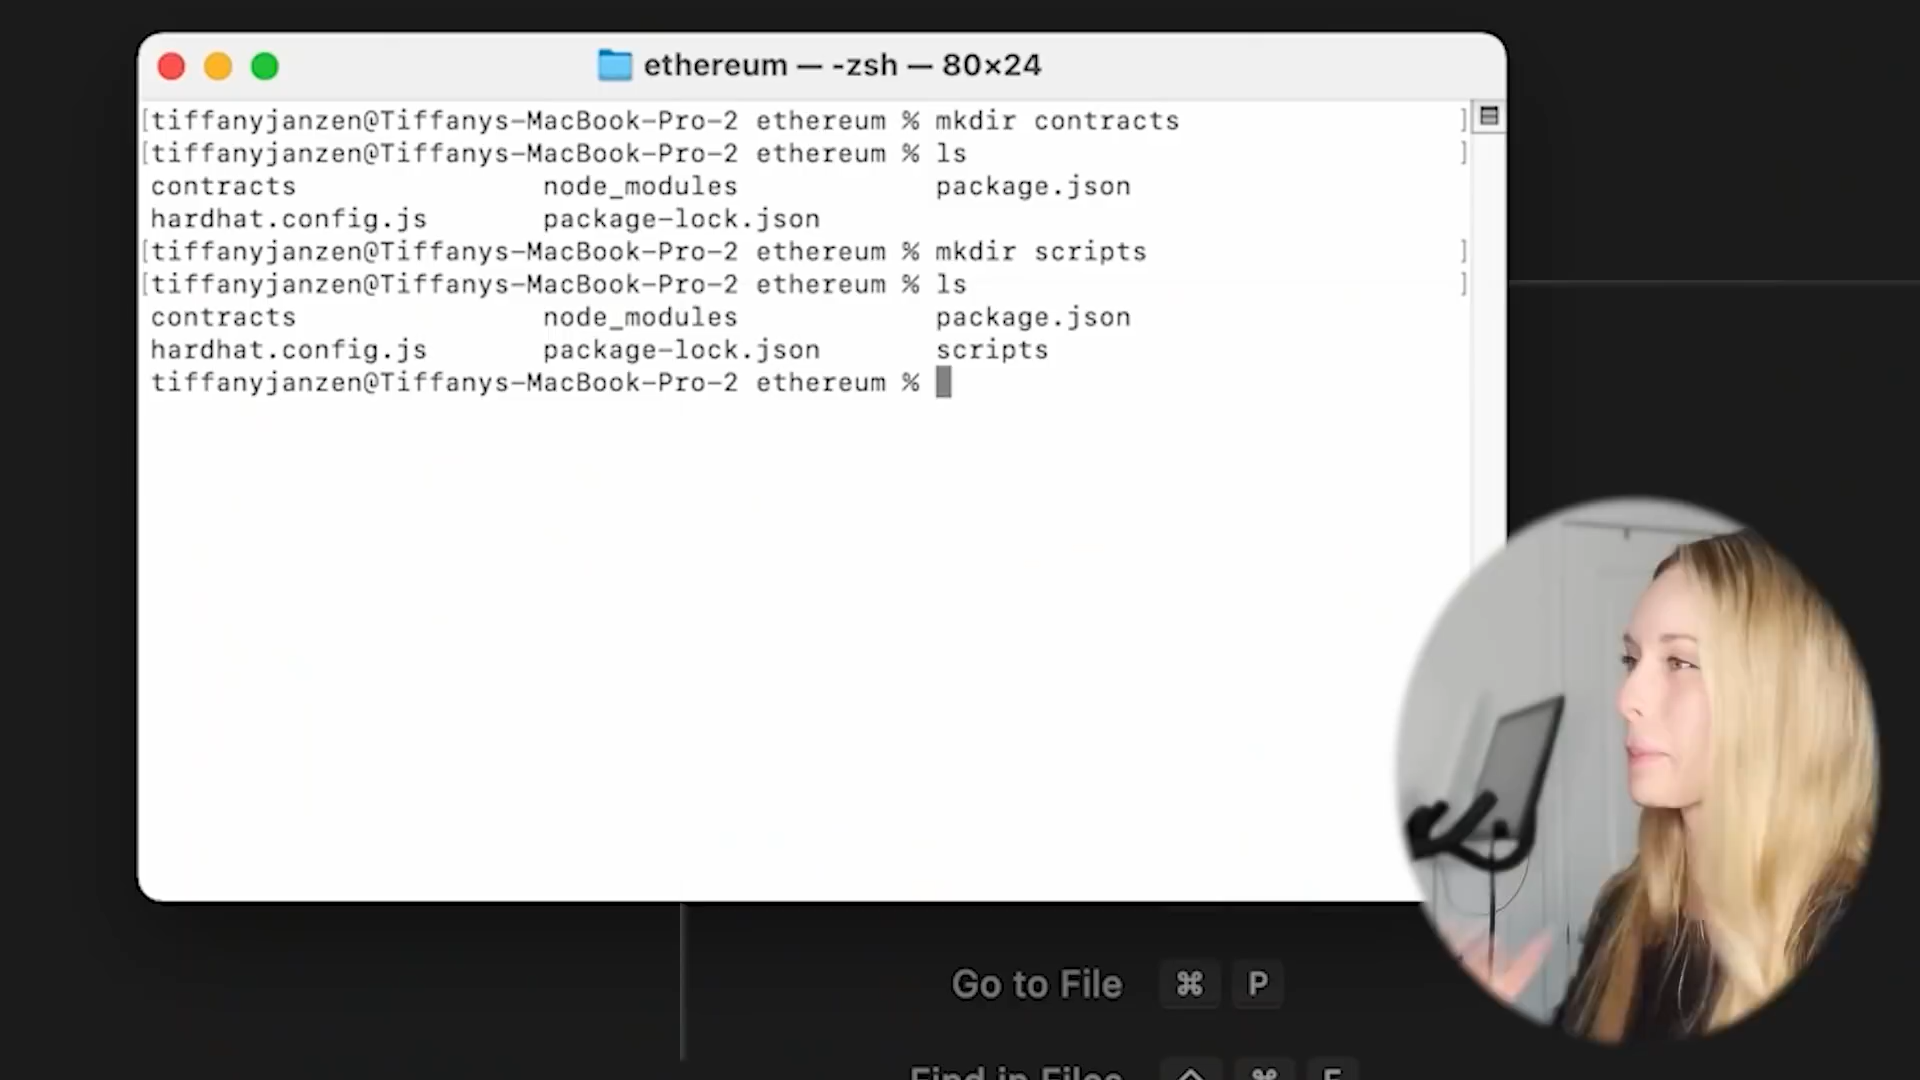 ethereum — -zsh — 80×24
[tiffanyjanzen@Tiffanys-MacBook-Pro-2 ethereum % mkdir contracts ]
[tiffanyjanzen@Tiffanys-MacBook-Pro-2 ethereum % ls ]
contracts node_modules package.json
hardhat.config.js package-lock.json
[tiffanyjanzen@Tiffanys-MacBook-Pro-2 ethereum % mkdir scripts ]
[tiffanyjanzen@Tiffanys-MacBook-Pro-2 ethereum % ls ]
contracts node_modules package.json
hardhat.config.js package-lock.json scripts
tiffanyjanzen@Tiffanys-MacBook-Pro-2 ethereum %
Go to File ⌘ P
Find in Files ⇧ ⌘ F